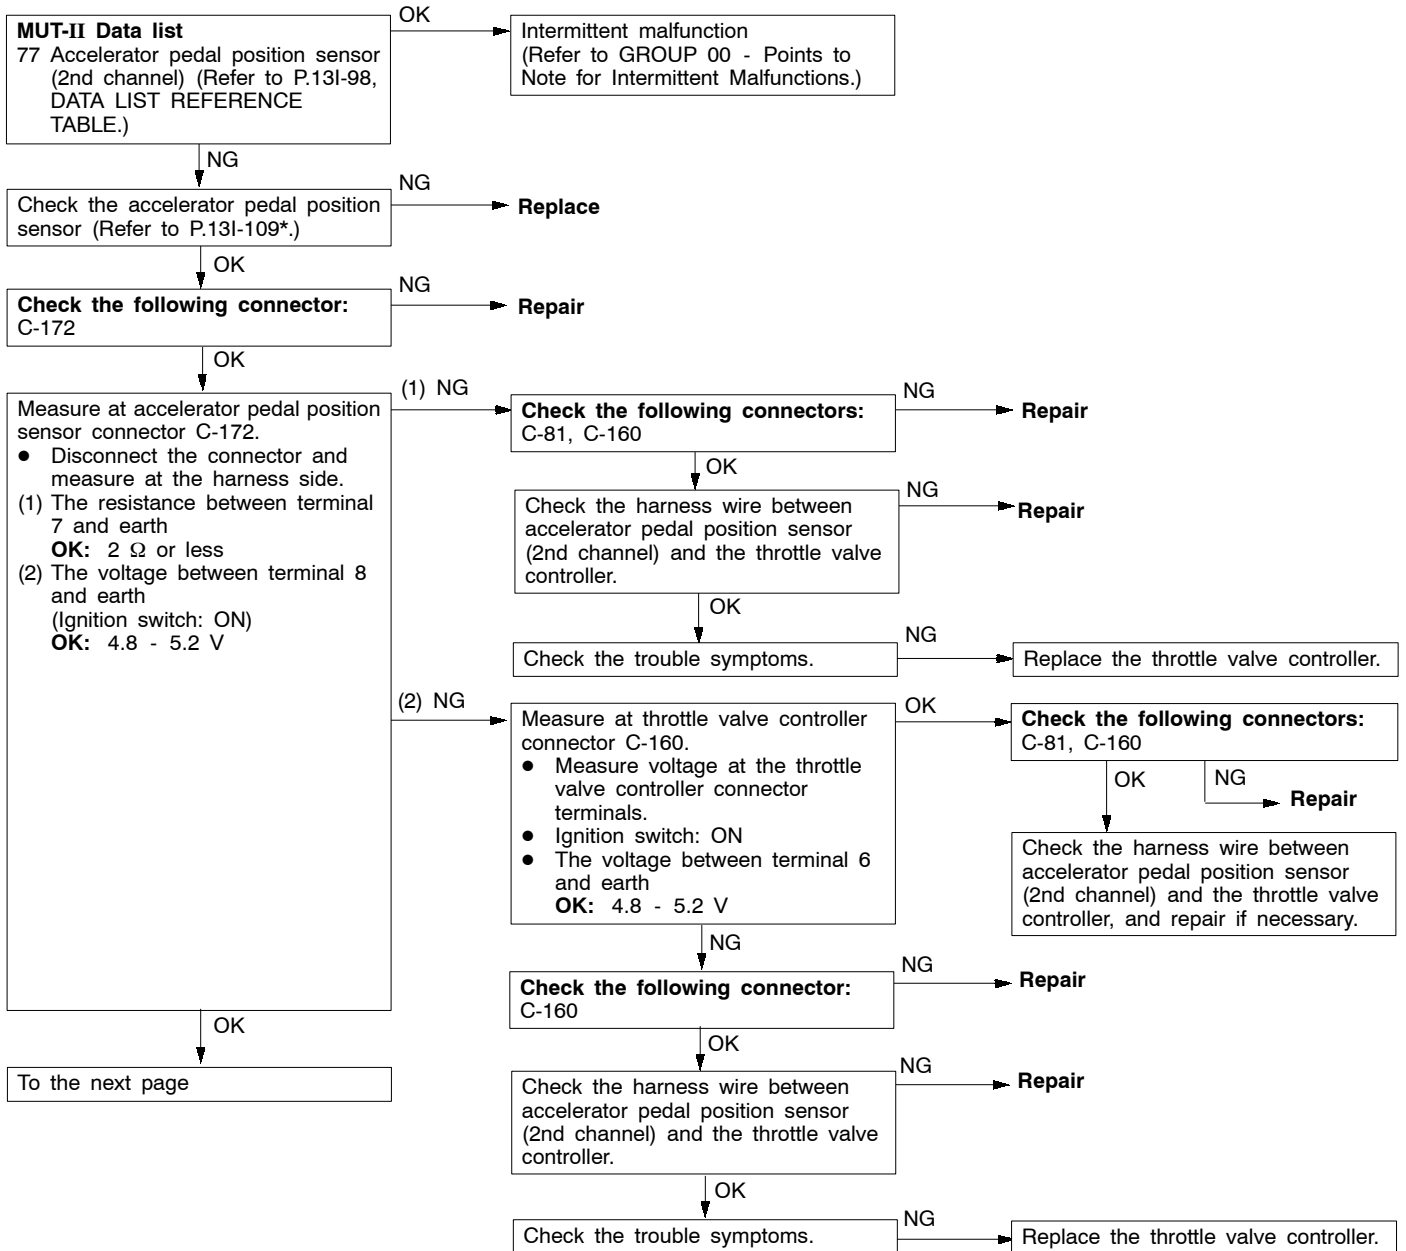 MUT-II Data list
77 Accelerator pedal position sensor
(2nd channel) (Refer to P.13I-98,
DATA LIST REFERENCE
TABLE.)
OK
Intermittent malfunction
(Refer to GROUP 00 - Points to
Note for Intermittent Malfunctions.)
NG
Check the accelerator pedal position
sensor (Refer to P.13I-109*.)
NG
Replace
OK
Check the following connector:
C-172
NG
Repair
OK
Measure at accelerator pedal position
sensor connector C-172.
● Disconnect the connector and
measure at the harness side.
(1) The resistance between terminal
7 and earth
OK: 2 Ω or less
(2) The voltage between terminal 8
and earth
(Ignition switch: ON)
OK: 4.8 - 5.2 V
(1) NG
Check the following connectors:
C-81, C-160
NG
Repair
OK
Check the harness wire between
accelerator pedal position sensor
(2nd channel) and the throttle valve
controller.
NG
Repair
OK
Check the trouble symptoms.
NG
Replace the throttle valve controller.
(2) NG
Measure at throttle valve controller
connector C-160.
● Measure voltage at the throttle
valve controller connector
terminals.
● Ignition switch: ON
● The voltage between terminal 6
and earth
OK: 4.8 - 5.2 V
OK
Check the following connectors:
C-81, C-160
OK
NG
Repair
Check the harness wire between
accelerator pedal position sensor
(2nd channel) and the throttle valve
controller, and repair if necessary.
NG
Check the following connector:
C-160
NG
Repair
OK
Check the harness wire between
accelerator pedal position sensor
(2nd channel) and the throttle valve
controller.
NG
Repair
OK
Check the trouble symptoms.
NG
Replace the throttle valve controller.
OK
To the next page